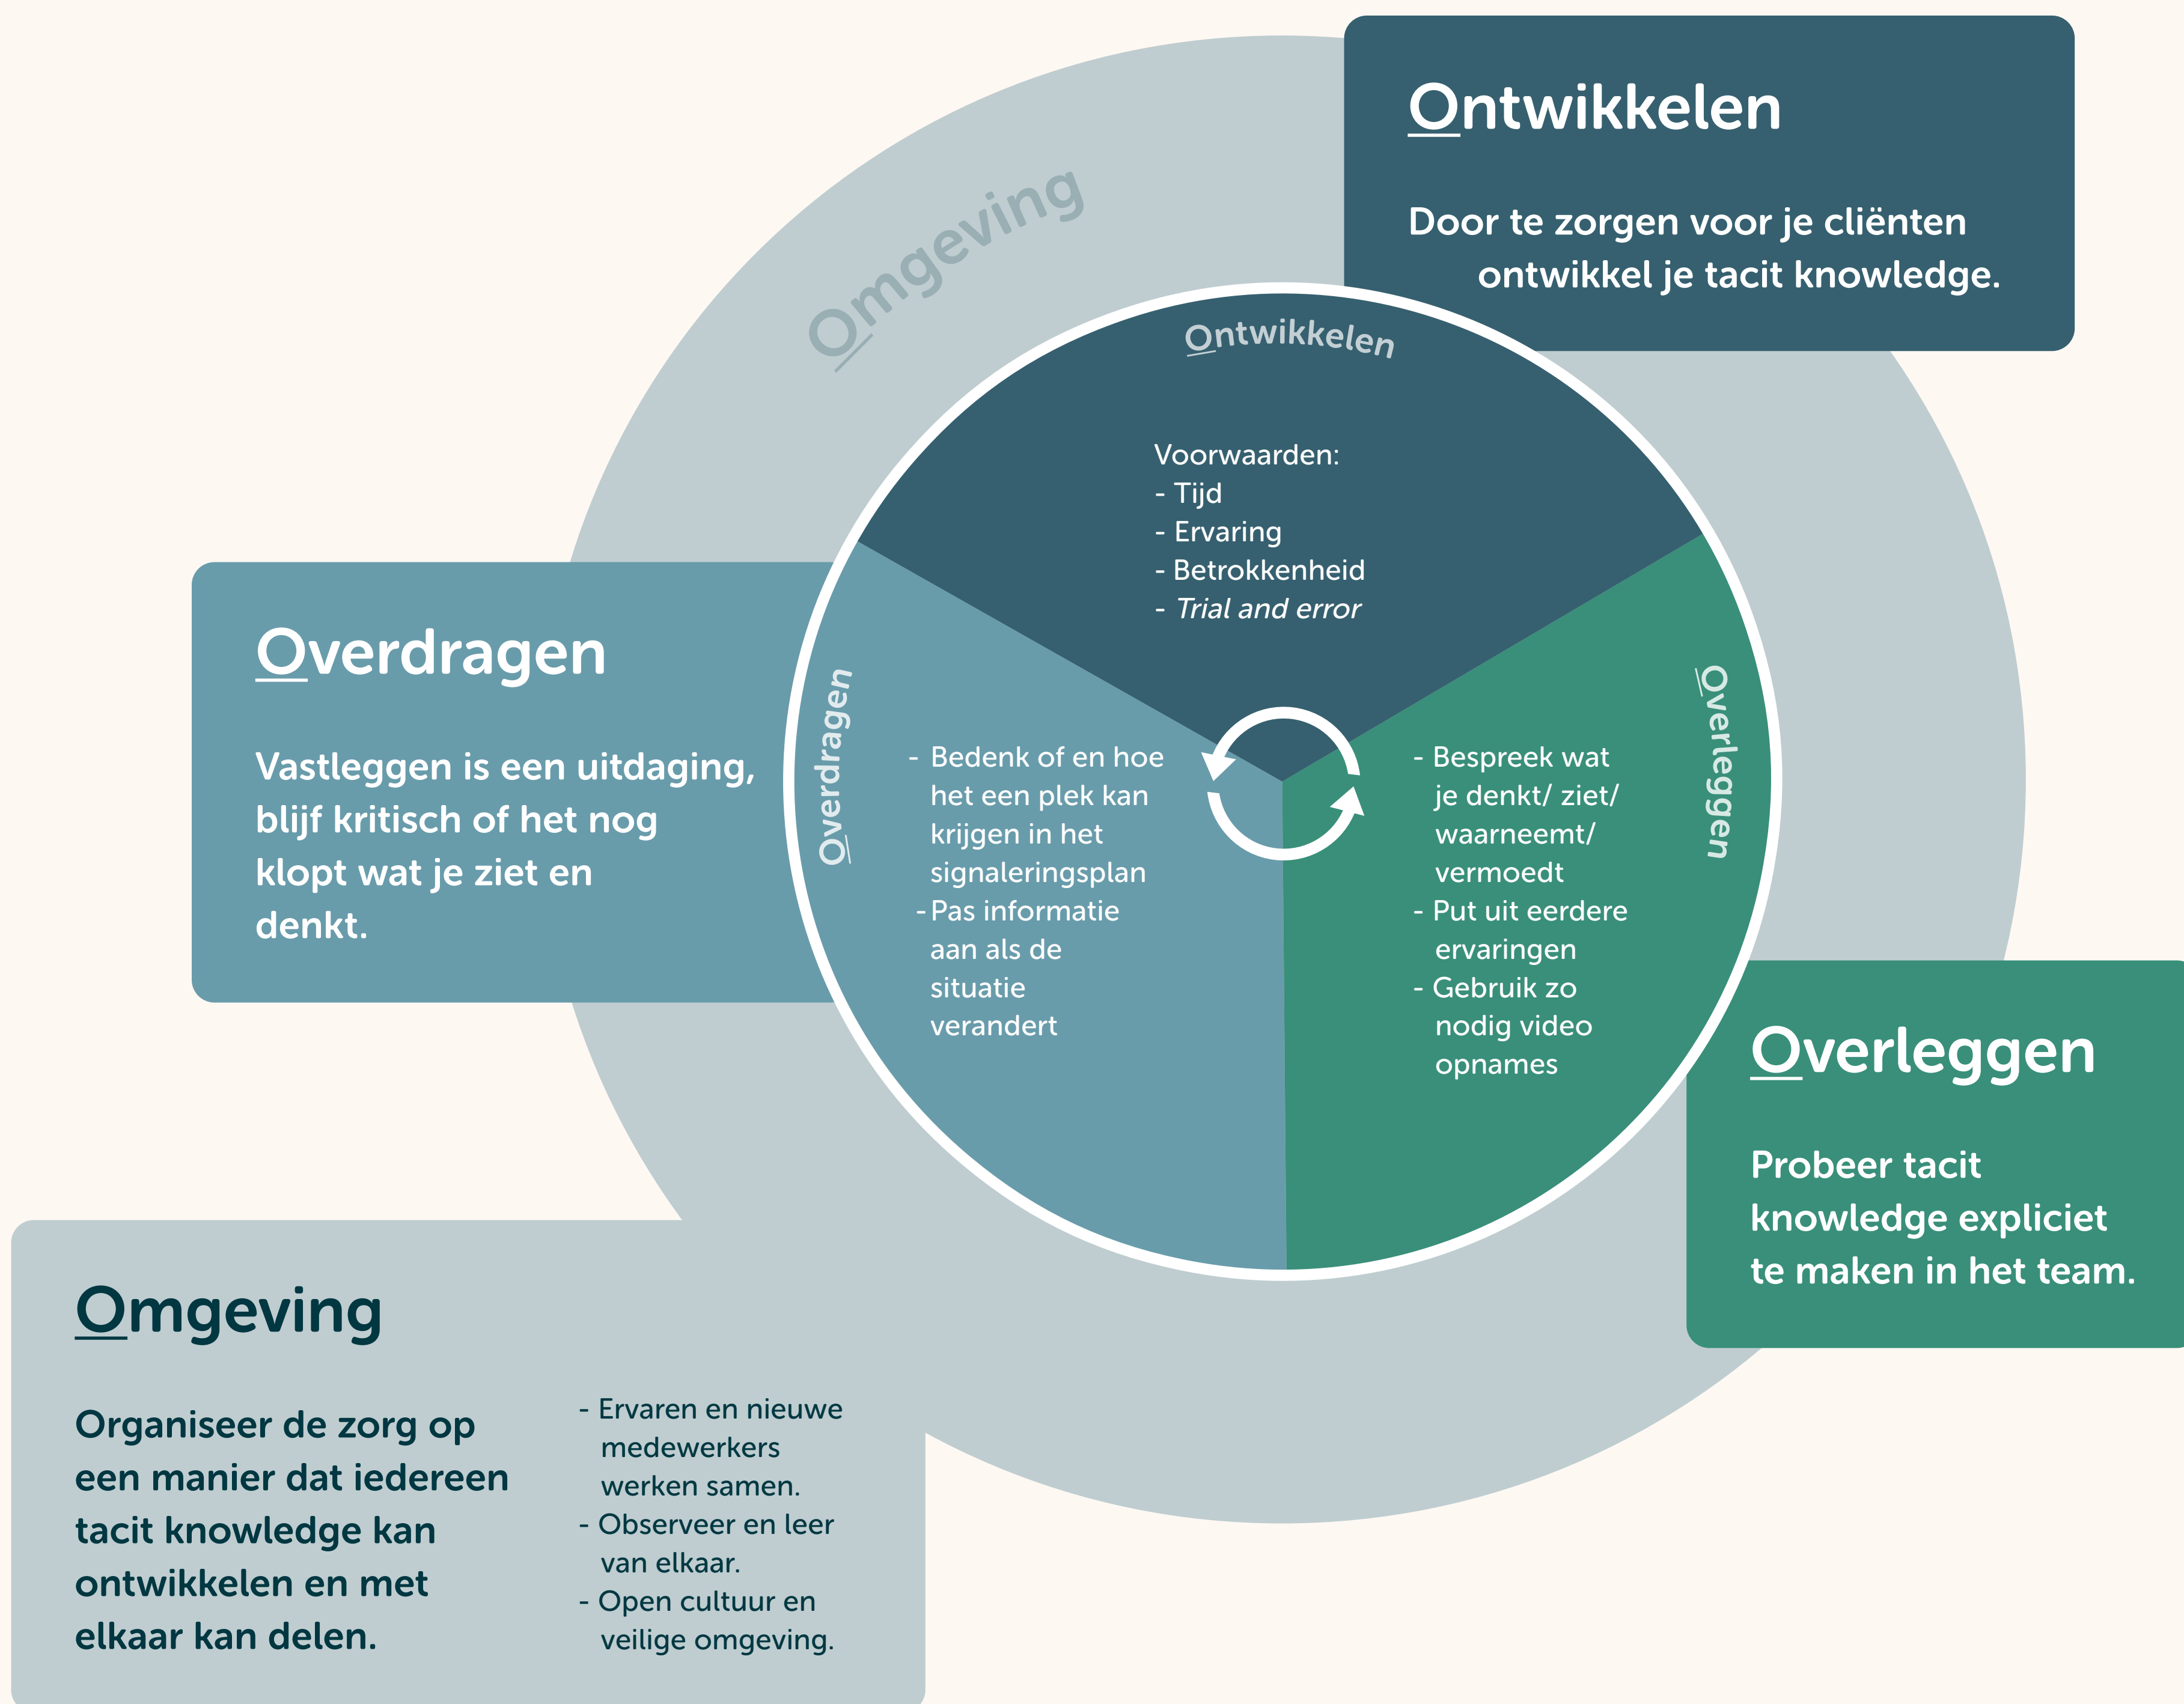 Ontwikkelen
Door te zorgen voor je cliënten
ontwikkel je tacit knowledge.
Omgeving
Ontwikkelen
Voorwaarden:
- Tijd
- Ervaring
- Betrokkenheid
- Trial and error
Overdragen
Vastleggen is een uitdaging,
blijf kritisch of het nog
klopt wat je ziet en
denkt.
Overdragen
- Bedenk of en hoe
het een plek kan
krijgen in het
signaleringsplan
- Pas informatie
aan als de
situatie
verandert
Overleggen
- Bespreek wat
je denkt/ ziet/
waarneemt/
vermoedt
- Put uit eerdere
ervaringen
- Gebruik zo
nodig video
opnames
Overleggen
Probeer tacit
knowledge expliciet
te maken in het team.
Omgeving
Organiseer de zorg op
een manier dat iedereen
tacit knowledge kan
ontwikkelen en met
elkaar kan delen.
- Ervaren en nieuwe
medewerkers
werken samen.
- Observeer en leer
van elkaar.
- Open cultuur en
veilige omgeving.